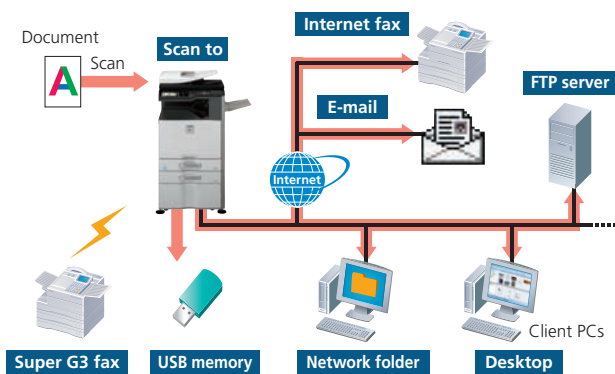 Document
Scan
A
Scan to
Internet fax
E-mail
FTP server
Internet
Client PCs
Super G3 fax
USB memory
Network folder
Desktop